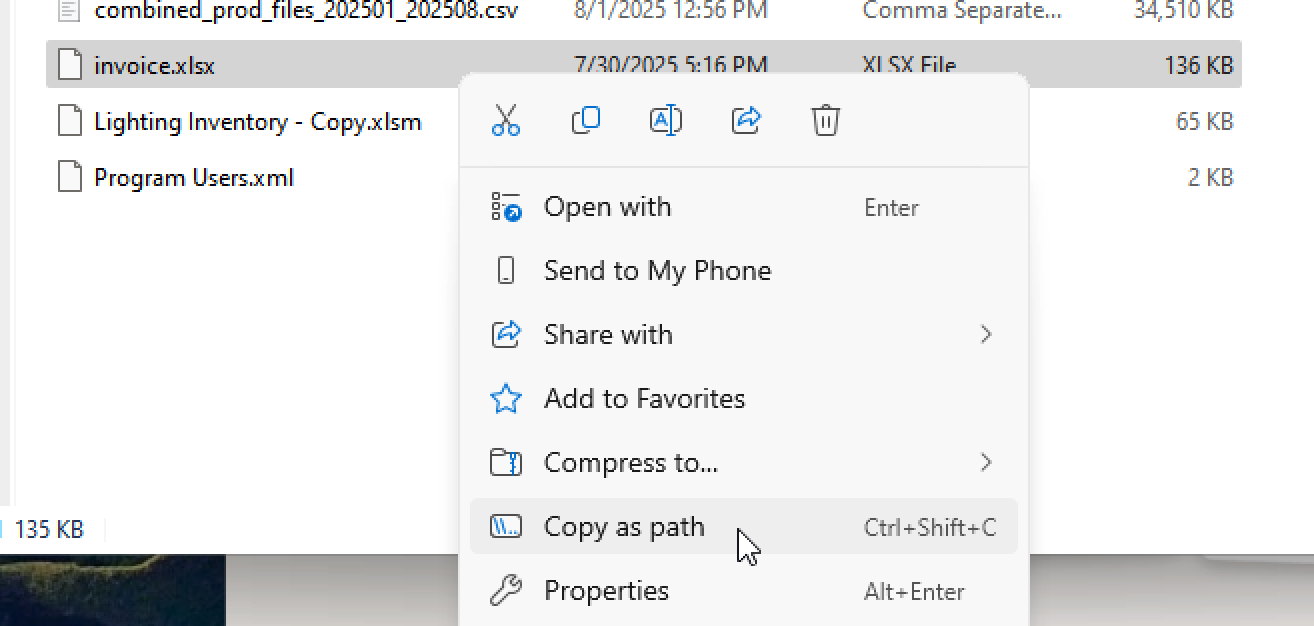 combined_prod_files_202501_202508.csv 8/1/2025 12:56 PM Comma Separate... 34,510 KB
invoice.xlsx 7/30/2025 5:16 PM XLSX File 136 KB
Lighting Inventory - Copy.xlsm 65 KB
Program Users.xml 2 KB
Open with Enter
Send to My Phone
Share with
Add to Favorites
Compress to...
Copy as path Ctrl+Shift+C
135 KB
Properties Alt+Enter